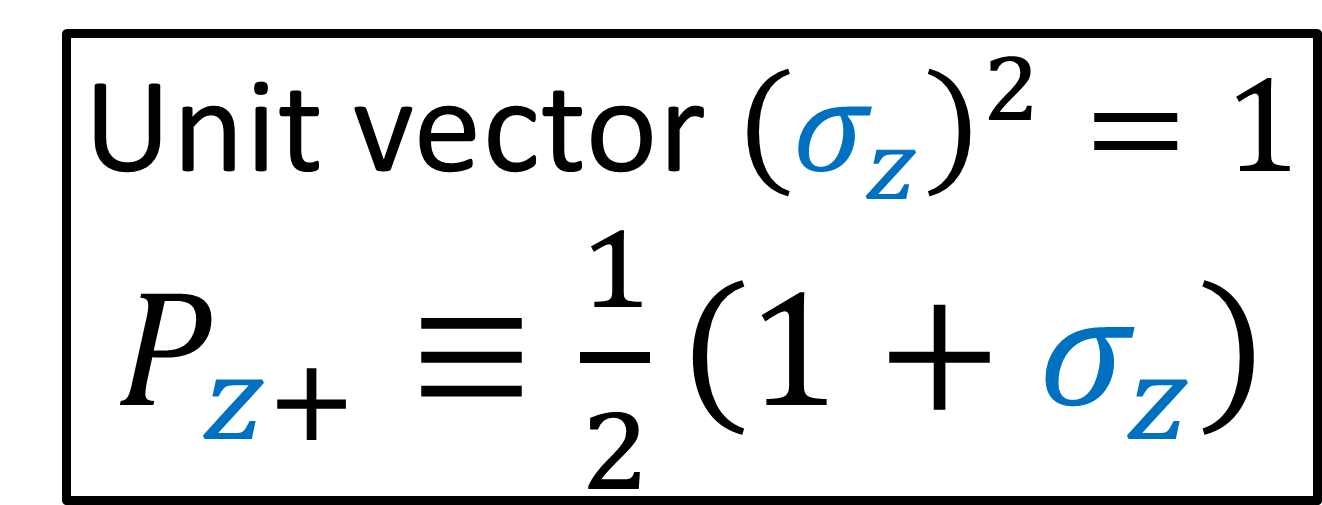 Unit vector (σ_z)² = 1
P_z+ ≡ 1/2 (1 + σ_z)